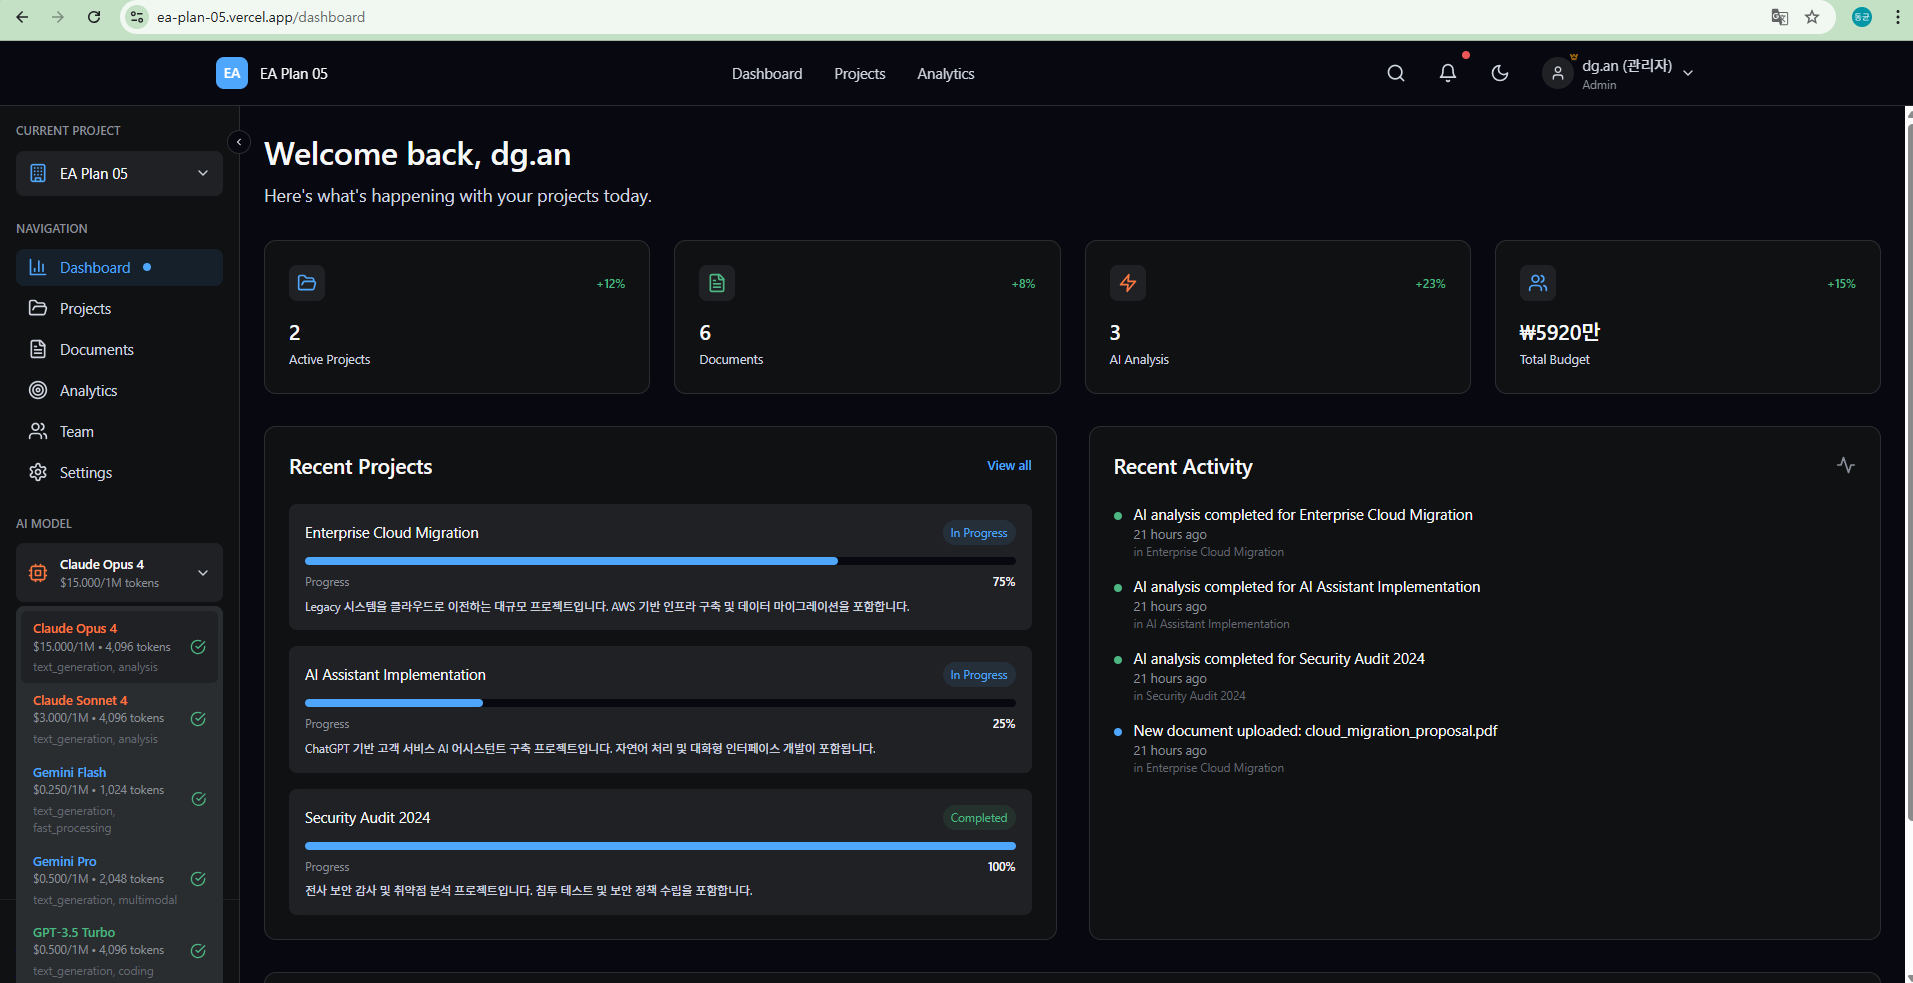 ea-plan-05.vercel.app/dashboard
동균
EA
EA Plan 05
Dashboard
Projects
Analytics
dg.an (관리자)
Admin
CURRENT PROJECT
EA Plan 05
NAVIGATION
Dashboard
Projects
Documents
Analytics
Team
Settings
AI MODEL
Claude Opus 4
$15.000/1M tokens
Claude Opus 4
$15.000/1M • 4,096 tokens
text_generation, analysis
Claude Sonnet 4
$3.000/1M • 4,096 tokens
text_generation, analysis
Gemini Flash
$0.250/1M • 1,024 tokens
text_generation,
fast_processing
Gemini Pro
$0.500/1M • 2,048 tokens
text_generation, multimodal
GPT-3.5 Turbo
$0.500/1M • 4,096 tokens
text_generation, coding
Welcome back, dg.an
Here's what's happening with your projects today.
+12%
2
Active Projects
+8%
6
Documents
+23%
3
AI Analysis
+15%
₩5920만
Total Budget
Recent Projects
View all
Enterprise Cloud Migration
In Progress
Progress
75%
Legacy 시스템을 클라우드로 이전하는 대규모 프로젝트입니다. AWS 기반 인프라 구축 및 데이터 마이그레이션을 포함합니다.
AI Assistant Implementation
In Progress
Progress
25%
ChatGPT 기반 고객 서비스 AI 어시스턴트 구축 프로젝트입니다. 자연어 처리 및 대화형 인터페이스 개발이 포함됩니다.
Security Audit 2024
Completed
Progress
100%
전사 보안 감사 및 취약점 분석 프로젝트입니다. 침투 테스트 및 보안 정책 수립을 포함합니다.
Recent Activity
AI analysis completed for Enterprise Cloud Migration
21 hours ago
in Enterprise Cloud Migration
AI analysis completed for AI Assistant Implementation
21 hours ago
in AI Assistant Implementation
AI analysis completed for Security Audit 2024
21 hours ago
in Security Audit 2024
New document uploaded: cloud_migration_proposal.pdf
21 hours ago
in Enterprise Cloud Migration